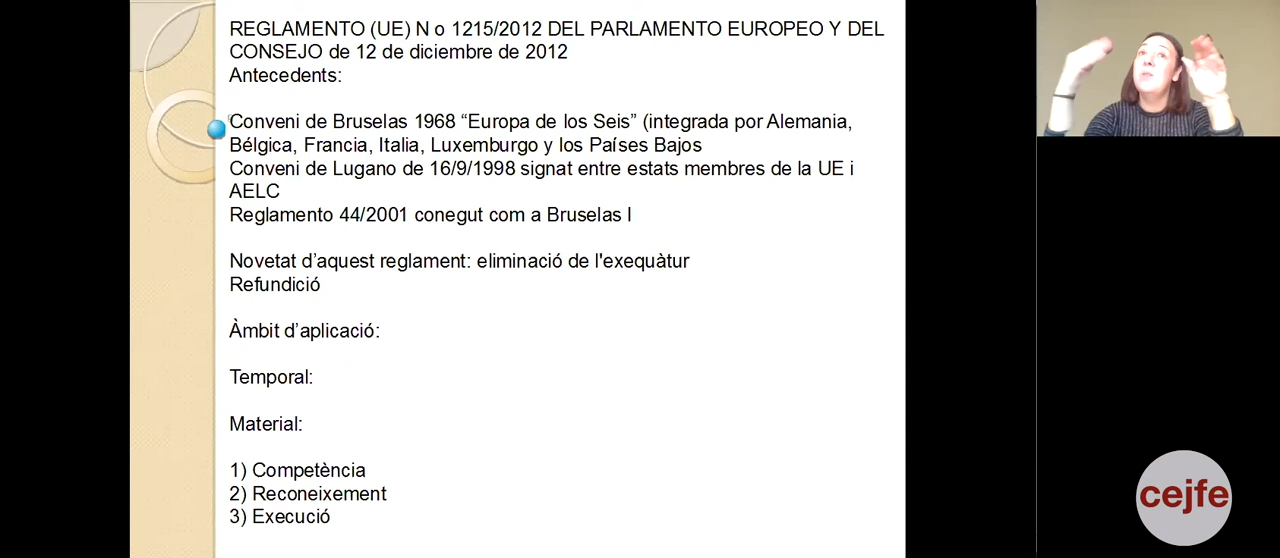 REGLAMENTO (UE) N o 1215/2012 DEL PARLAMENTO EUROPEO Y DEL
CONSEJO de 12 de diciembre de 2012
Antecedents:
Conveni de Bruselas 1968 “Europa de los Seis” (integrada por Alemania,
Bélgica, Francia, Italia, Luxemburgo y los Países Bajos
Conveni de Lugano de 16/9/1998 signat entre estats membres de la UE i
AELC
Reglamento 44/2001 conegut com a Bruselas I
Novetat d’aquest reglament: eliminació de l'exequàtur
Refundició
Àmbit d’aplicació:
Temporal:
Material:
1) Competència
2) Reconeixement
3) Execució
cejfe